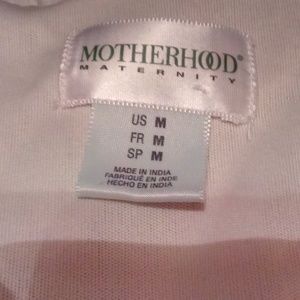 MOTHERHOOD®
MATERNITY
US M
FR M
SP M
MADE IN INDIA
FABRIQUÉ EN INDE
HECHO EN INDIA